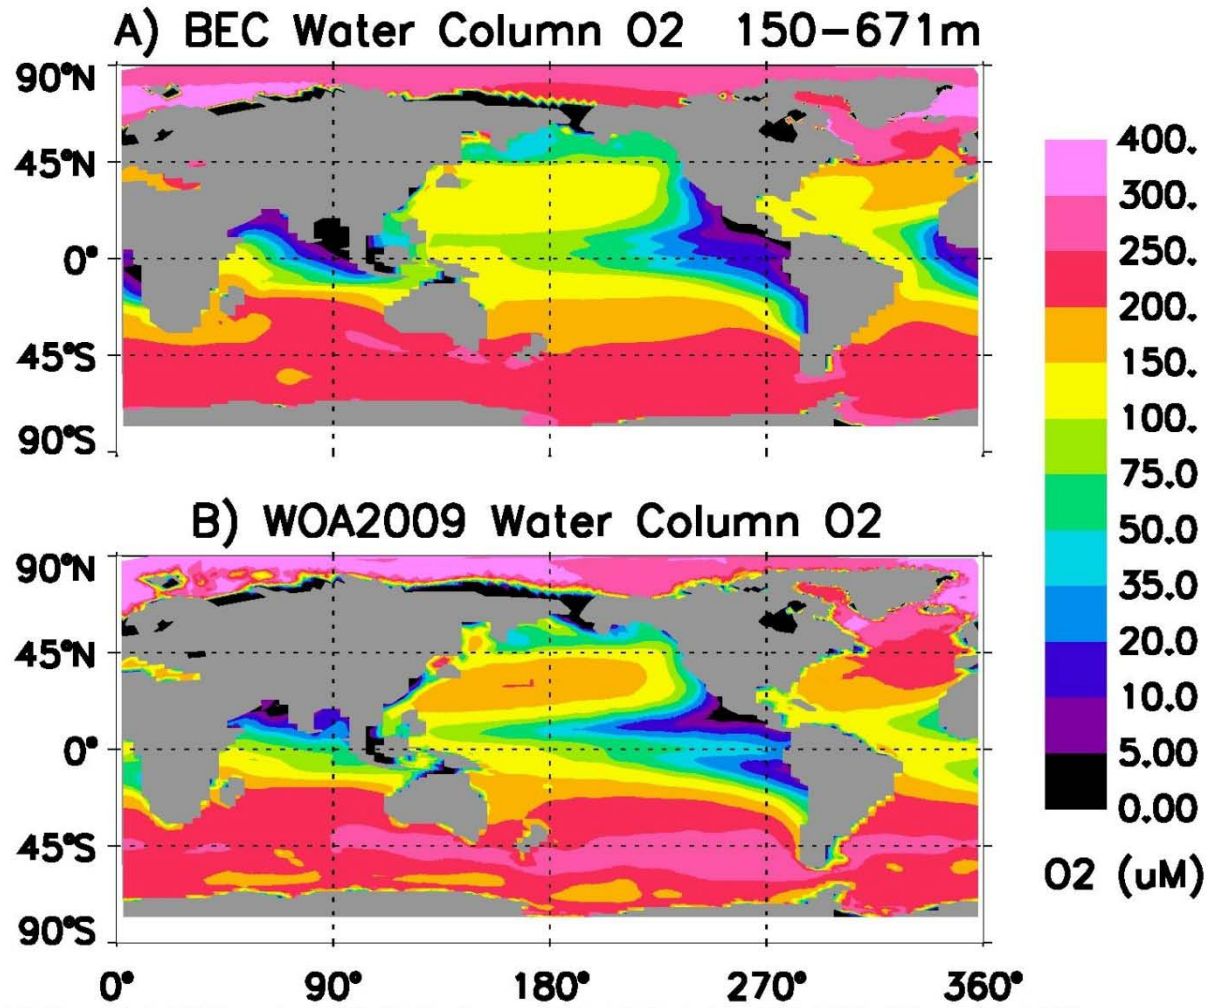 A) BEC Water Column O2 150-671m
90°N
45°N
0°
45°S
90°S
B) WOA2009 Water Column O2
90°N
45°N
0°
45°S
90°S
0° 90° 180° 270° 360°
400.
300.
250.
200.
150.
100.
75.0
50.0
35.0
20.0
10.0
5.00
0.00
O2 (uM)